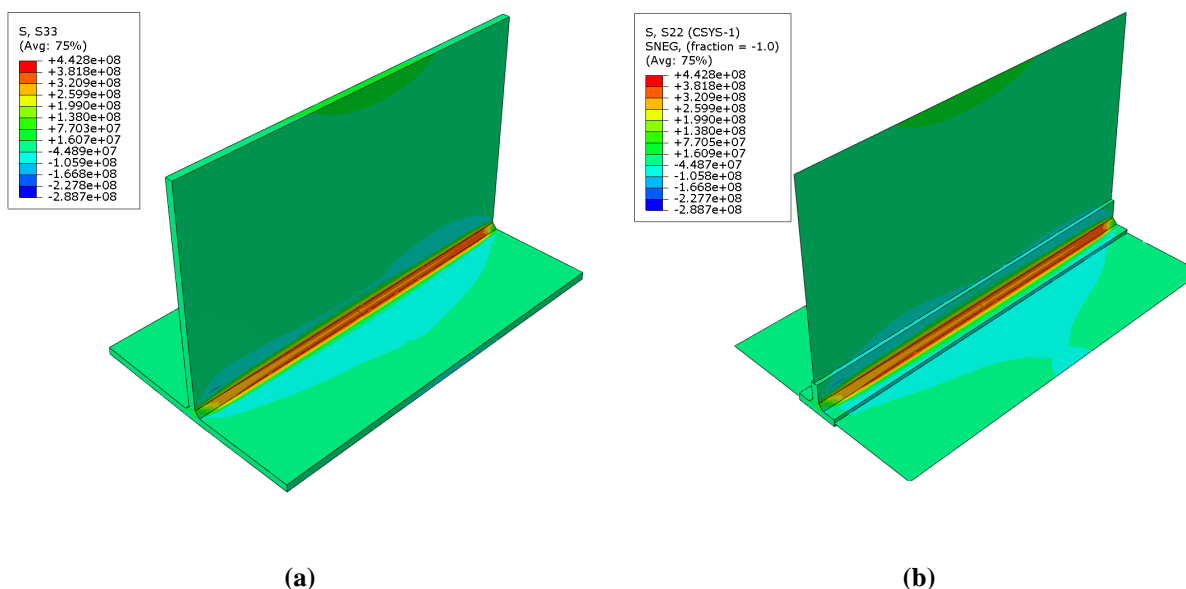 S, S33
(Avg: 75%)
+4.428e+08
+3.818e+08
+3.209e+08
+2.599e+08
+1.990e+08
+1.380e+08
+7.703e+07
+1.607e+07
-4.489e+07
-1.059e+08
-1.668e+08
-2.278e+08
-2.887e+08
S, S22 (CSYS-1)
SNEG, (fraction = -1.0)
(Avg: 75%)
+4.428e+08
+3.818e+08
+3.209e+08
+2.599e+08
+1.990e+08
+1.380e+08
+7.705e+07
+1.609e+07
-4.487e+07
-1.058e+08
-1.668e+08
-2.277e+08
-2.887e+08
(a)
(b)